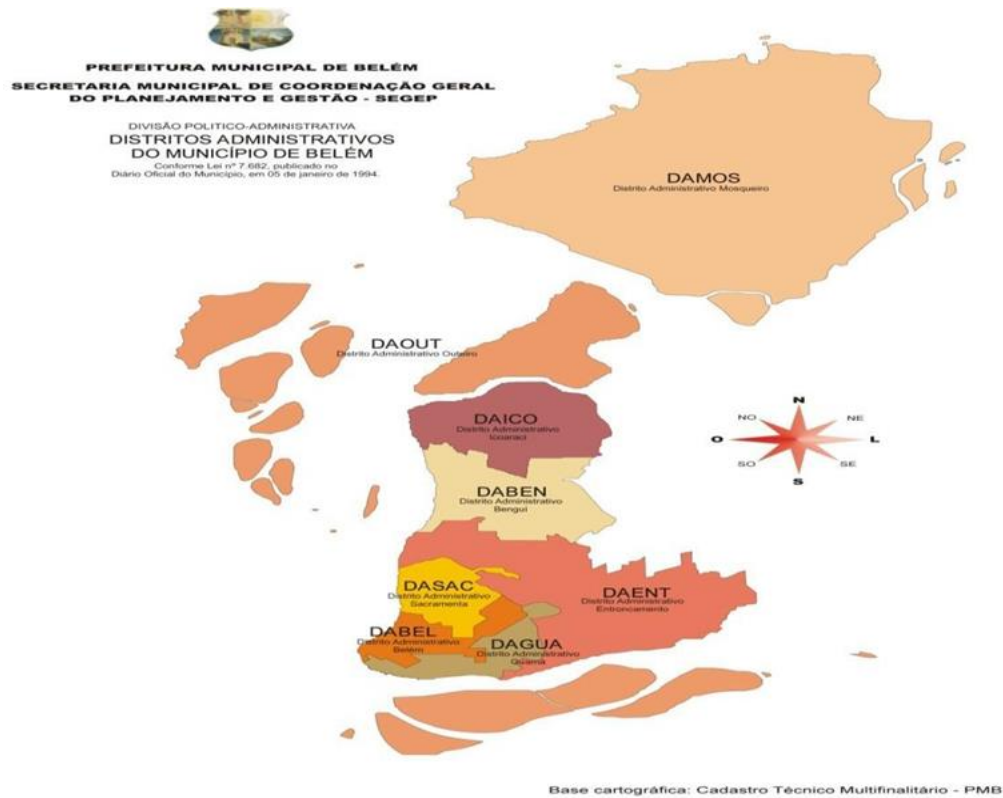 PREFEITURA MUNICIPAL DE BELÉM
SECRETARIA MUNICIPAL DE COORDENAÇÃO GERAL
DO PLANEJAMENTO E GESTÃO - SEGEP
DIVISÃO POLITICO-ADMINISTRATIVA
DISTRITOS ADMINISTRATIVOS
DO MUNICÍPIO DE BELÉM
Conforme Lei nº 7.682, publicado no
Diário Oficial do Município, em 05 de janeiro de 1994.
DAMOS
Distrito Administrativo Mosqueiro
DAOUT
Distrito Administrativo Outeiro
DAICO
Distrito Administrativo
Icoaraci
N
NO
NE
O
L
SO
SE
S
DABEN
Distrito Administrativo
Bengui
DASAC
Distrito Administrativo
Sacramenta
DAENT
Distrito Administrativo
Entroncamento
DABEL
Distrito Administrativo
Belém
DAGUA
Distrito Administrativo
Guamá
Base cartográfica: Cadastro Técnico Multifinalitário - PMB